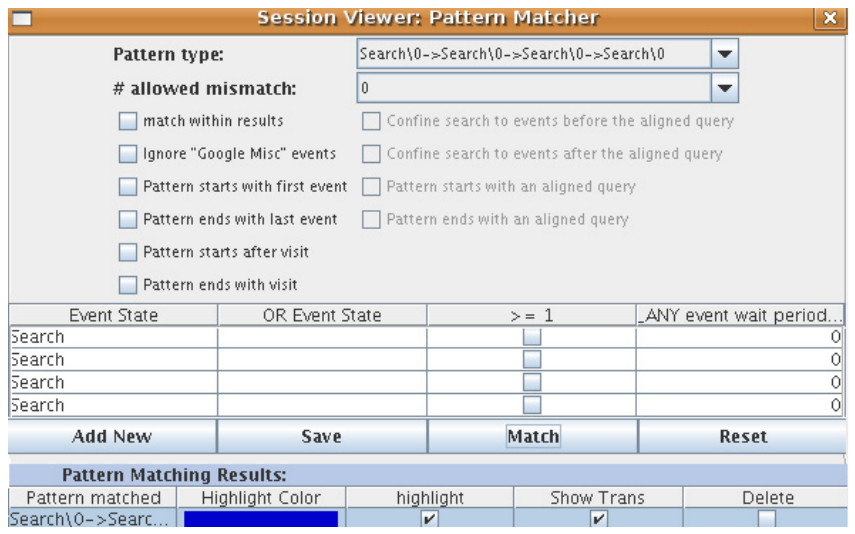 Session Viewer: Pattern Matcher
Pattern type: Search\0->Search\0->Search\0->Search\0
# allowed mismatch: 0
match within results Confine search to events before the aligned query
Ignore "Google Misc" events Confine search to events after the aligned query
Pattern starts with first event Pattern starts with an aligned query
Pattern ends with last event Pattern ends with an aligned query
Pattern starts after visit
Pattern ends with visit
Event State OR Event State >= 1 _ANY event wait period...
Search 0
Search 0
Search 0
Search 0
Add New Save Match Reset
Pattern Matching Results:
Pattern matched Highlight Color highlight Show Trans Delete
Search\0->Searc...